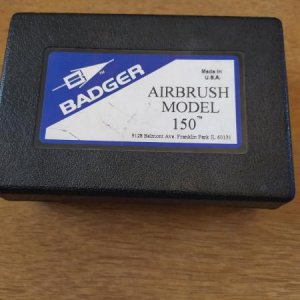 BADGER
Made In
U.S.A.
AIRBRUSH
MODEL
150™
9128 Belmont Ave. Franklin Park IL 60131